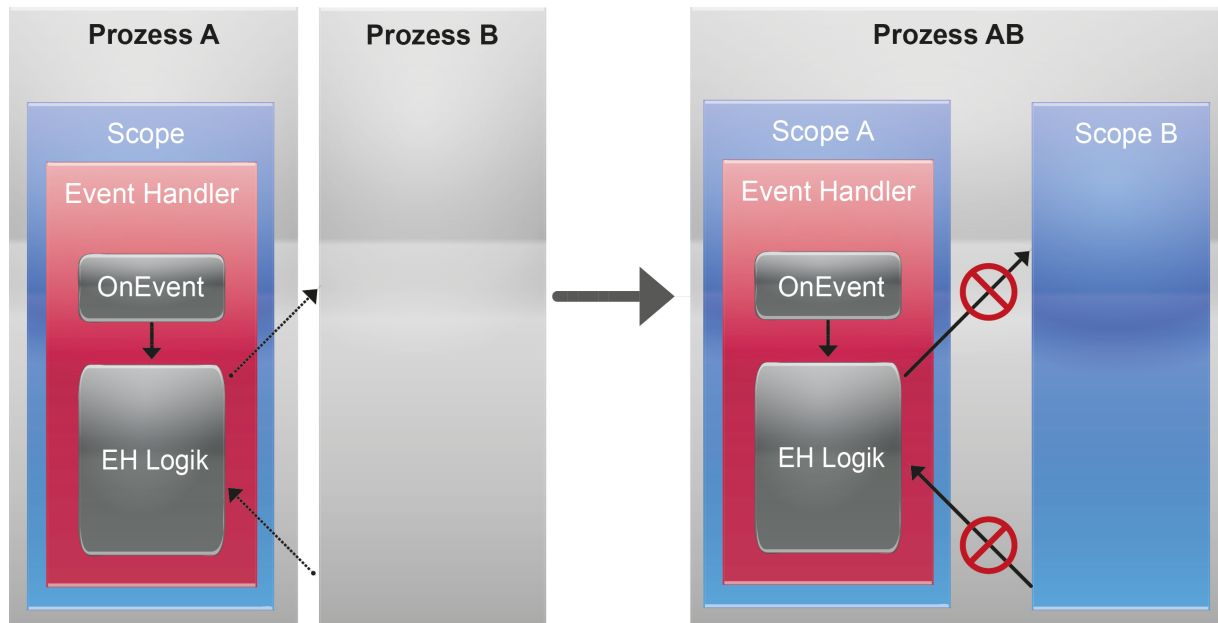 Prozess A
Prozess B
Prozess AB
Scope
Event Handler
OnEvent
EH Logik
Scope A
Event Handler
OnEvent
EH Logik
Scope B